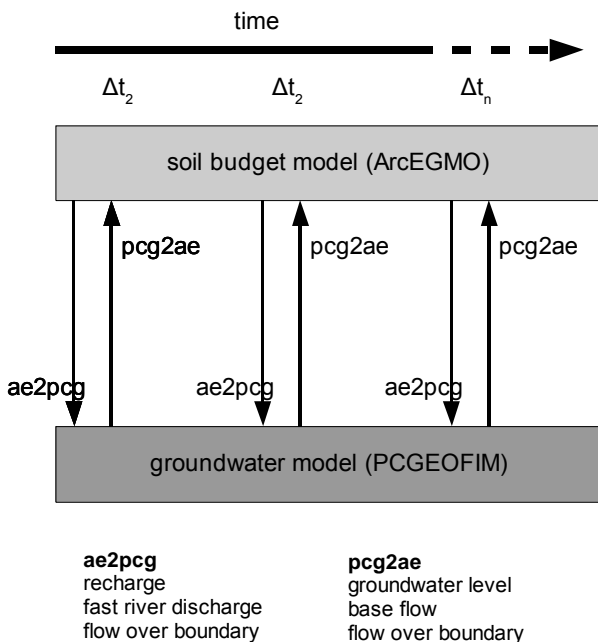 time
Δt2 Δt2 Δtn
soil budget model (ArcEGMO)
pcg2ae pcg2ae pcg2ae
ae2pcg ae2pcg ae2pcg
groundwater model (PCGEOFIM)
ae2pcg
recharge
fast river discharge
flow over boundary
pcg2ae
groundwater level
base flow
flow over boundary